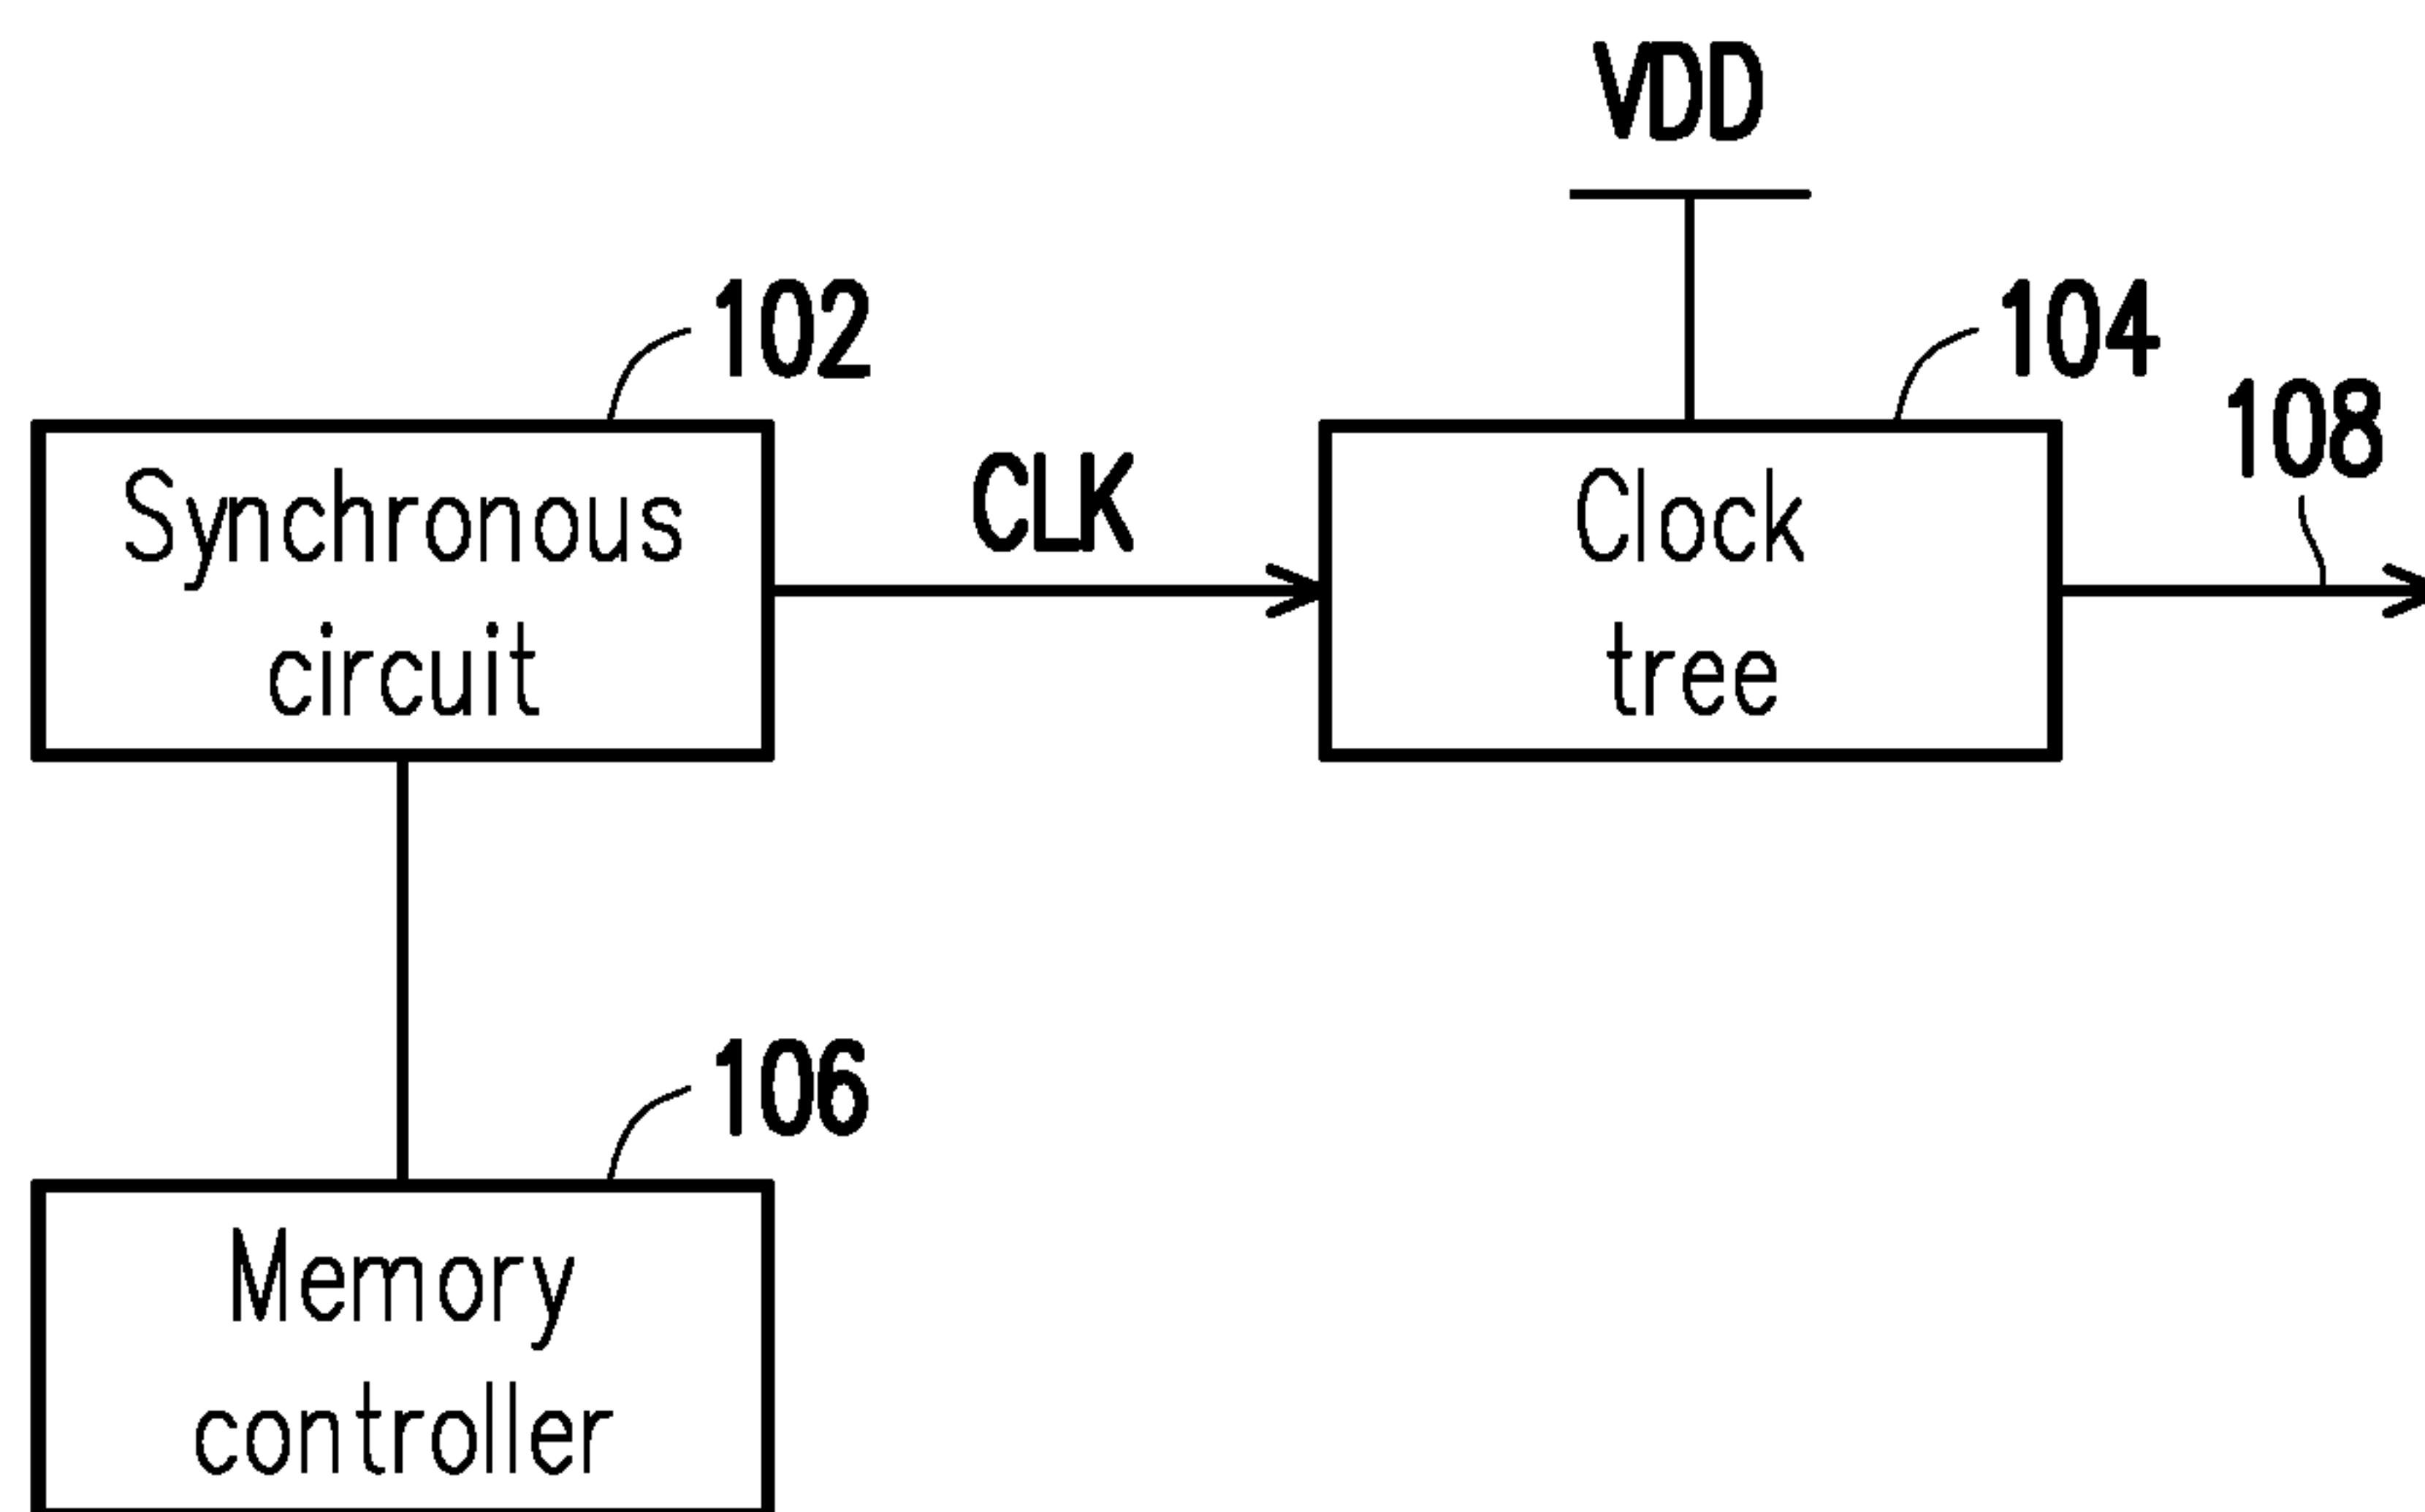 VDD
102
104
108
Synchronous
circuit
CLK
Clock
tree
106
Memory
controller